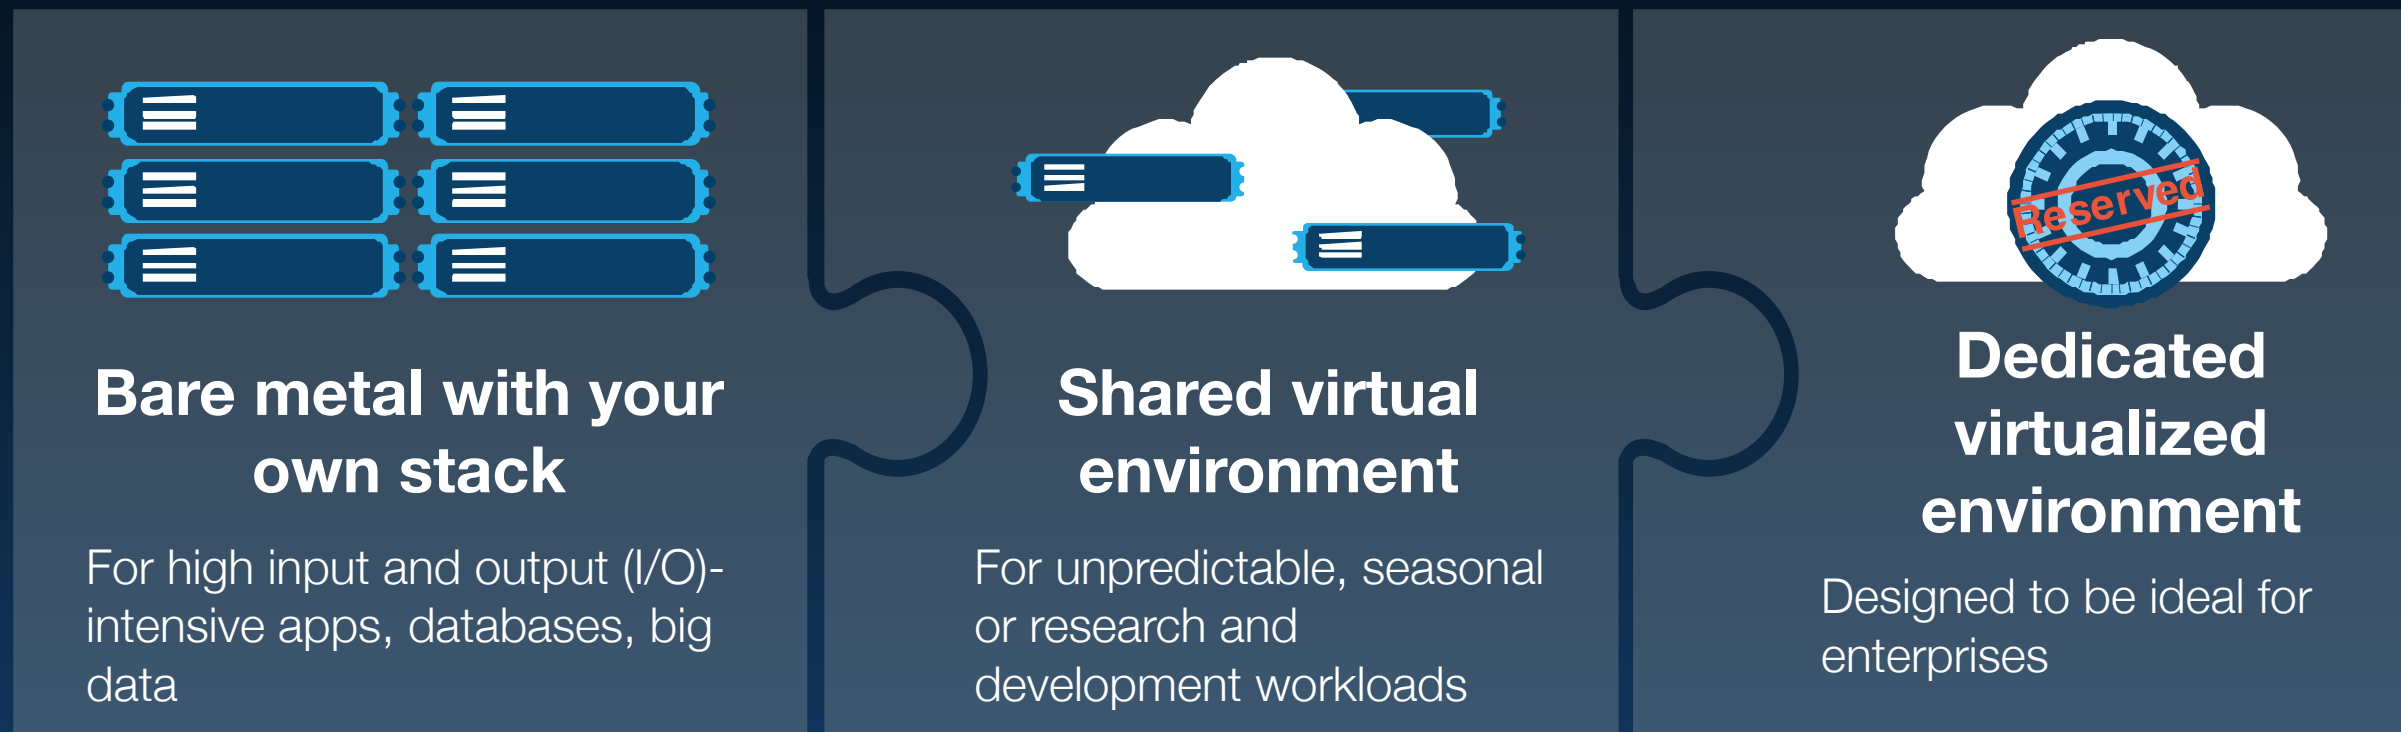 Bare metal with your
own stack
For high input and output (I/O)-
intensive apps, databases, big
data
Shared virtual
environment
For unpredictable, seasonal
or research and
development workloads
Reserved
Dedicated
virtualized
environment
Designed to be ideal for
enterprises